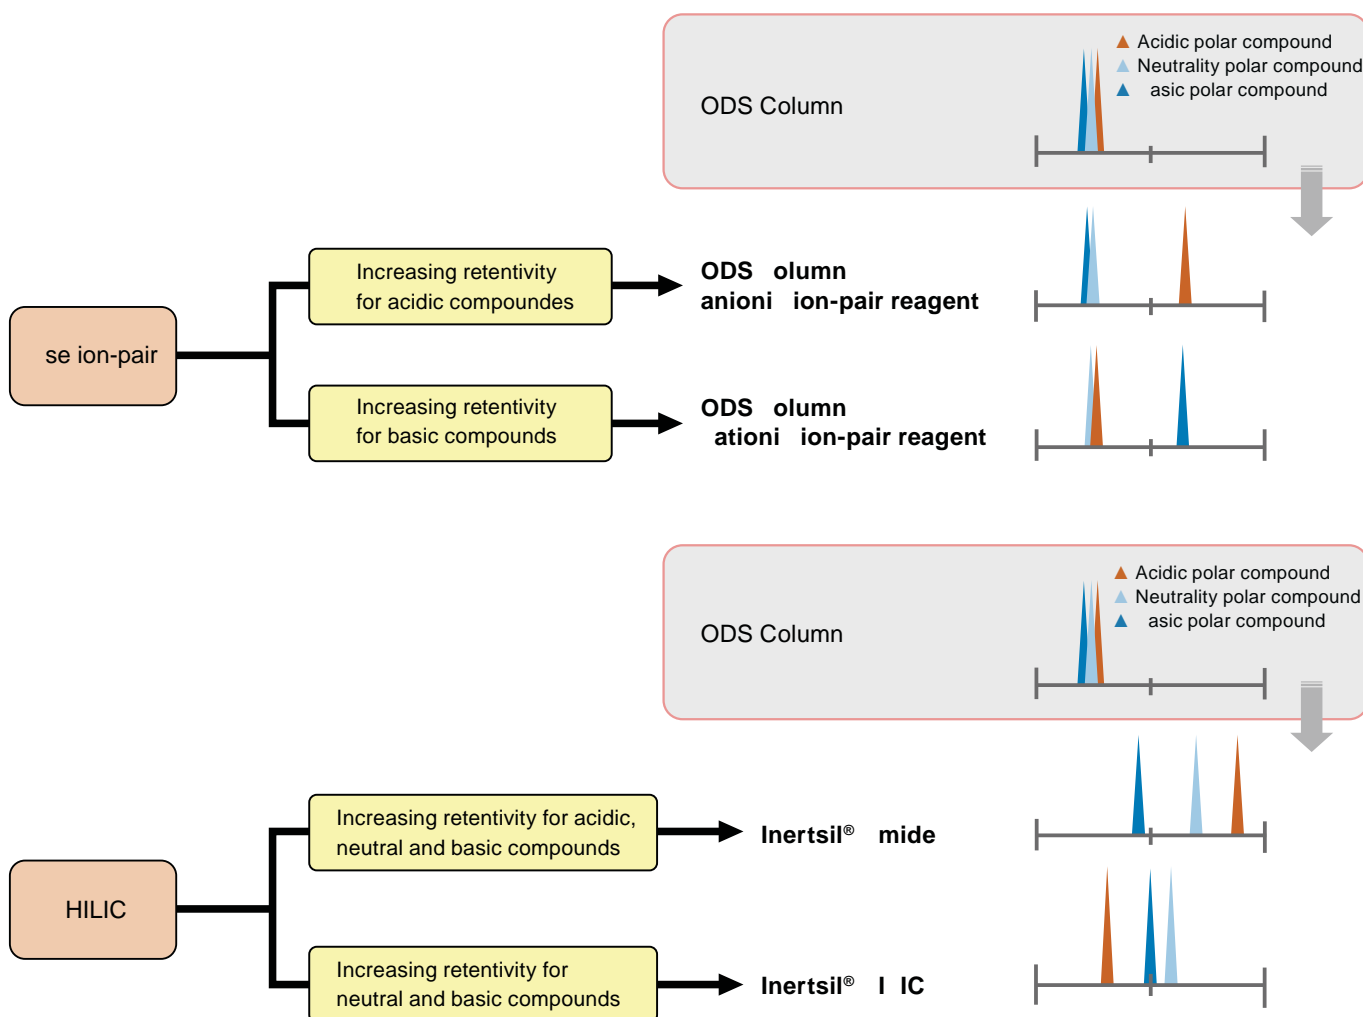 Acidic polar compound
Neutrality polar compound
asic polar compound
ODS Column
Increasing retentivity
for acidic compoundes
ODS olumn
anioni ion-pair reagent
se ion-pair
Increasing retentivity
for basic compounds
ODS olumn
ationi ion-pair reagent
Acidic polar compound
Neutrality polar compound
asic polar compound
ODS Column
Increasing retentivity for acidic,
neutral and basic compounds
Inertsil® mide
HILIC
Increasing retentivity for
neutral and basic compounds
Inertsil® I IC